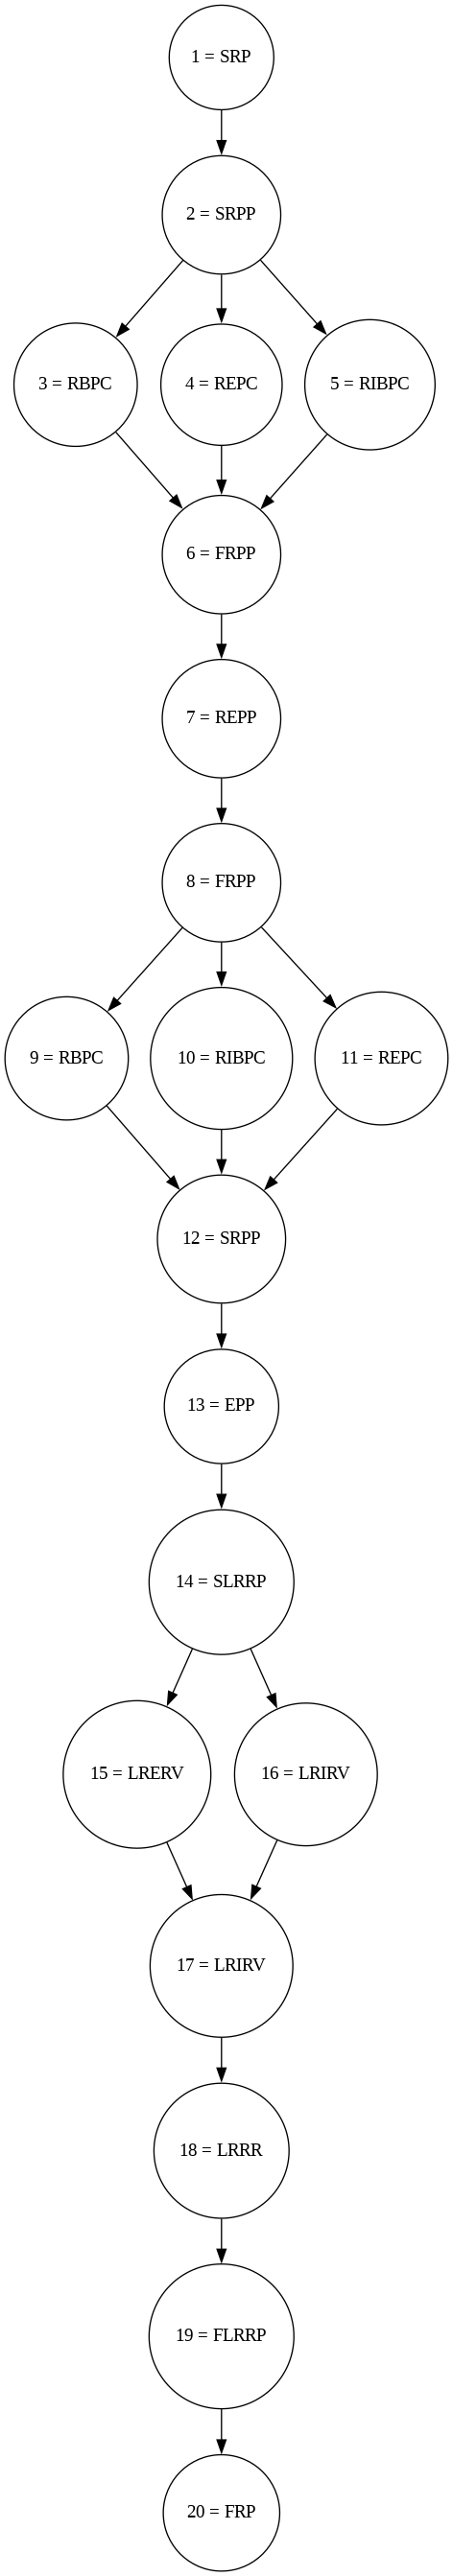 1 = SRP
2 = SRPP
3 = RBPC
4 = REPC
5 = RIBPC
6 = FRPP
7 = REPP
8 = FRPP
9 = RBPC
10 = RIBPC
11 = REPC
12 = SRPP
13 = EPP
14 = SLRRP
15 = LRERV
16 = LRIRV
17 = LRIRV
18 = LRRR
19 = FLRRP
20 = FRP